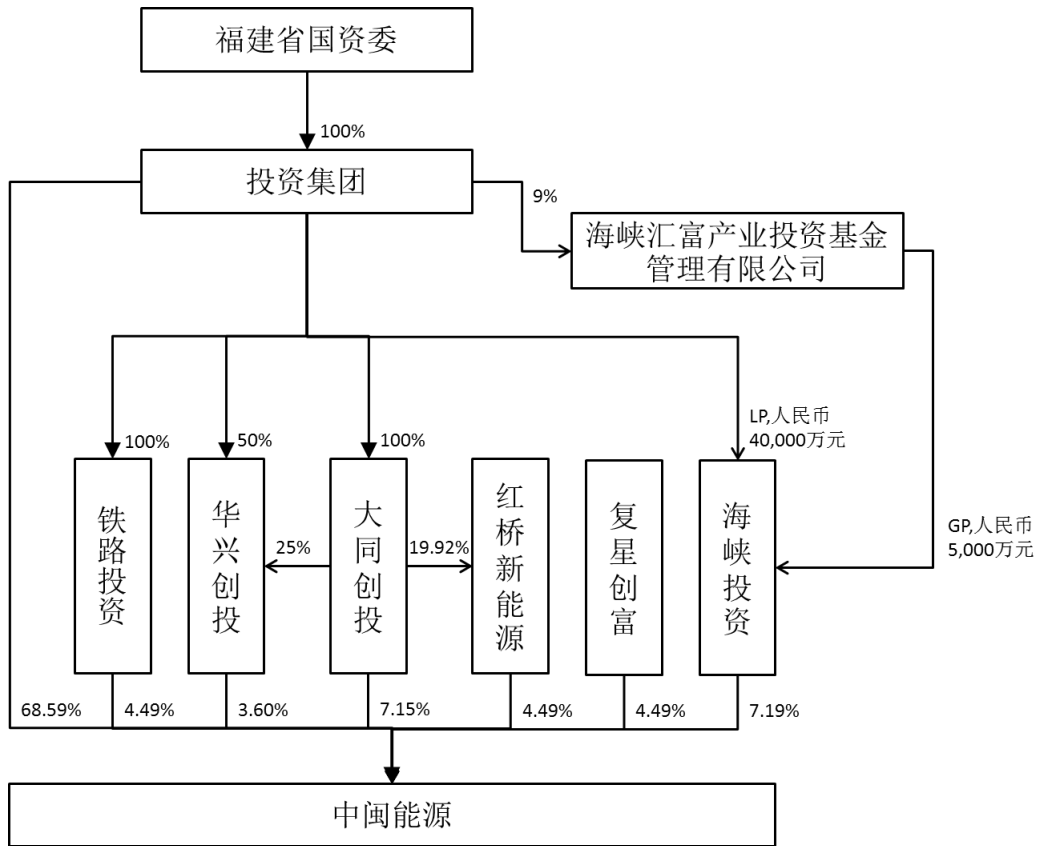 福建省国资委
100%
投资集团
9%
海峡汇富产业投资基金
管理有限公司
100%
50%
100%
LP,人民币
40,000万元
铁路投资
华兴创投
大同创投
红桥新能源
复星创富
海峡投资
25%
19.92%
GP,人民币
5,000万元
68.59%
4.49%
3.60%
7.15%
4.49%
4.49%
7.19%
中闽能源